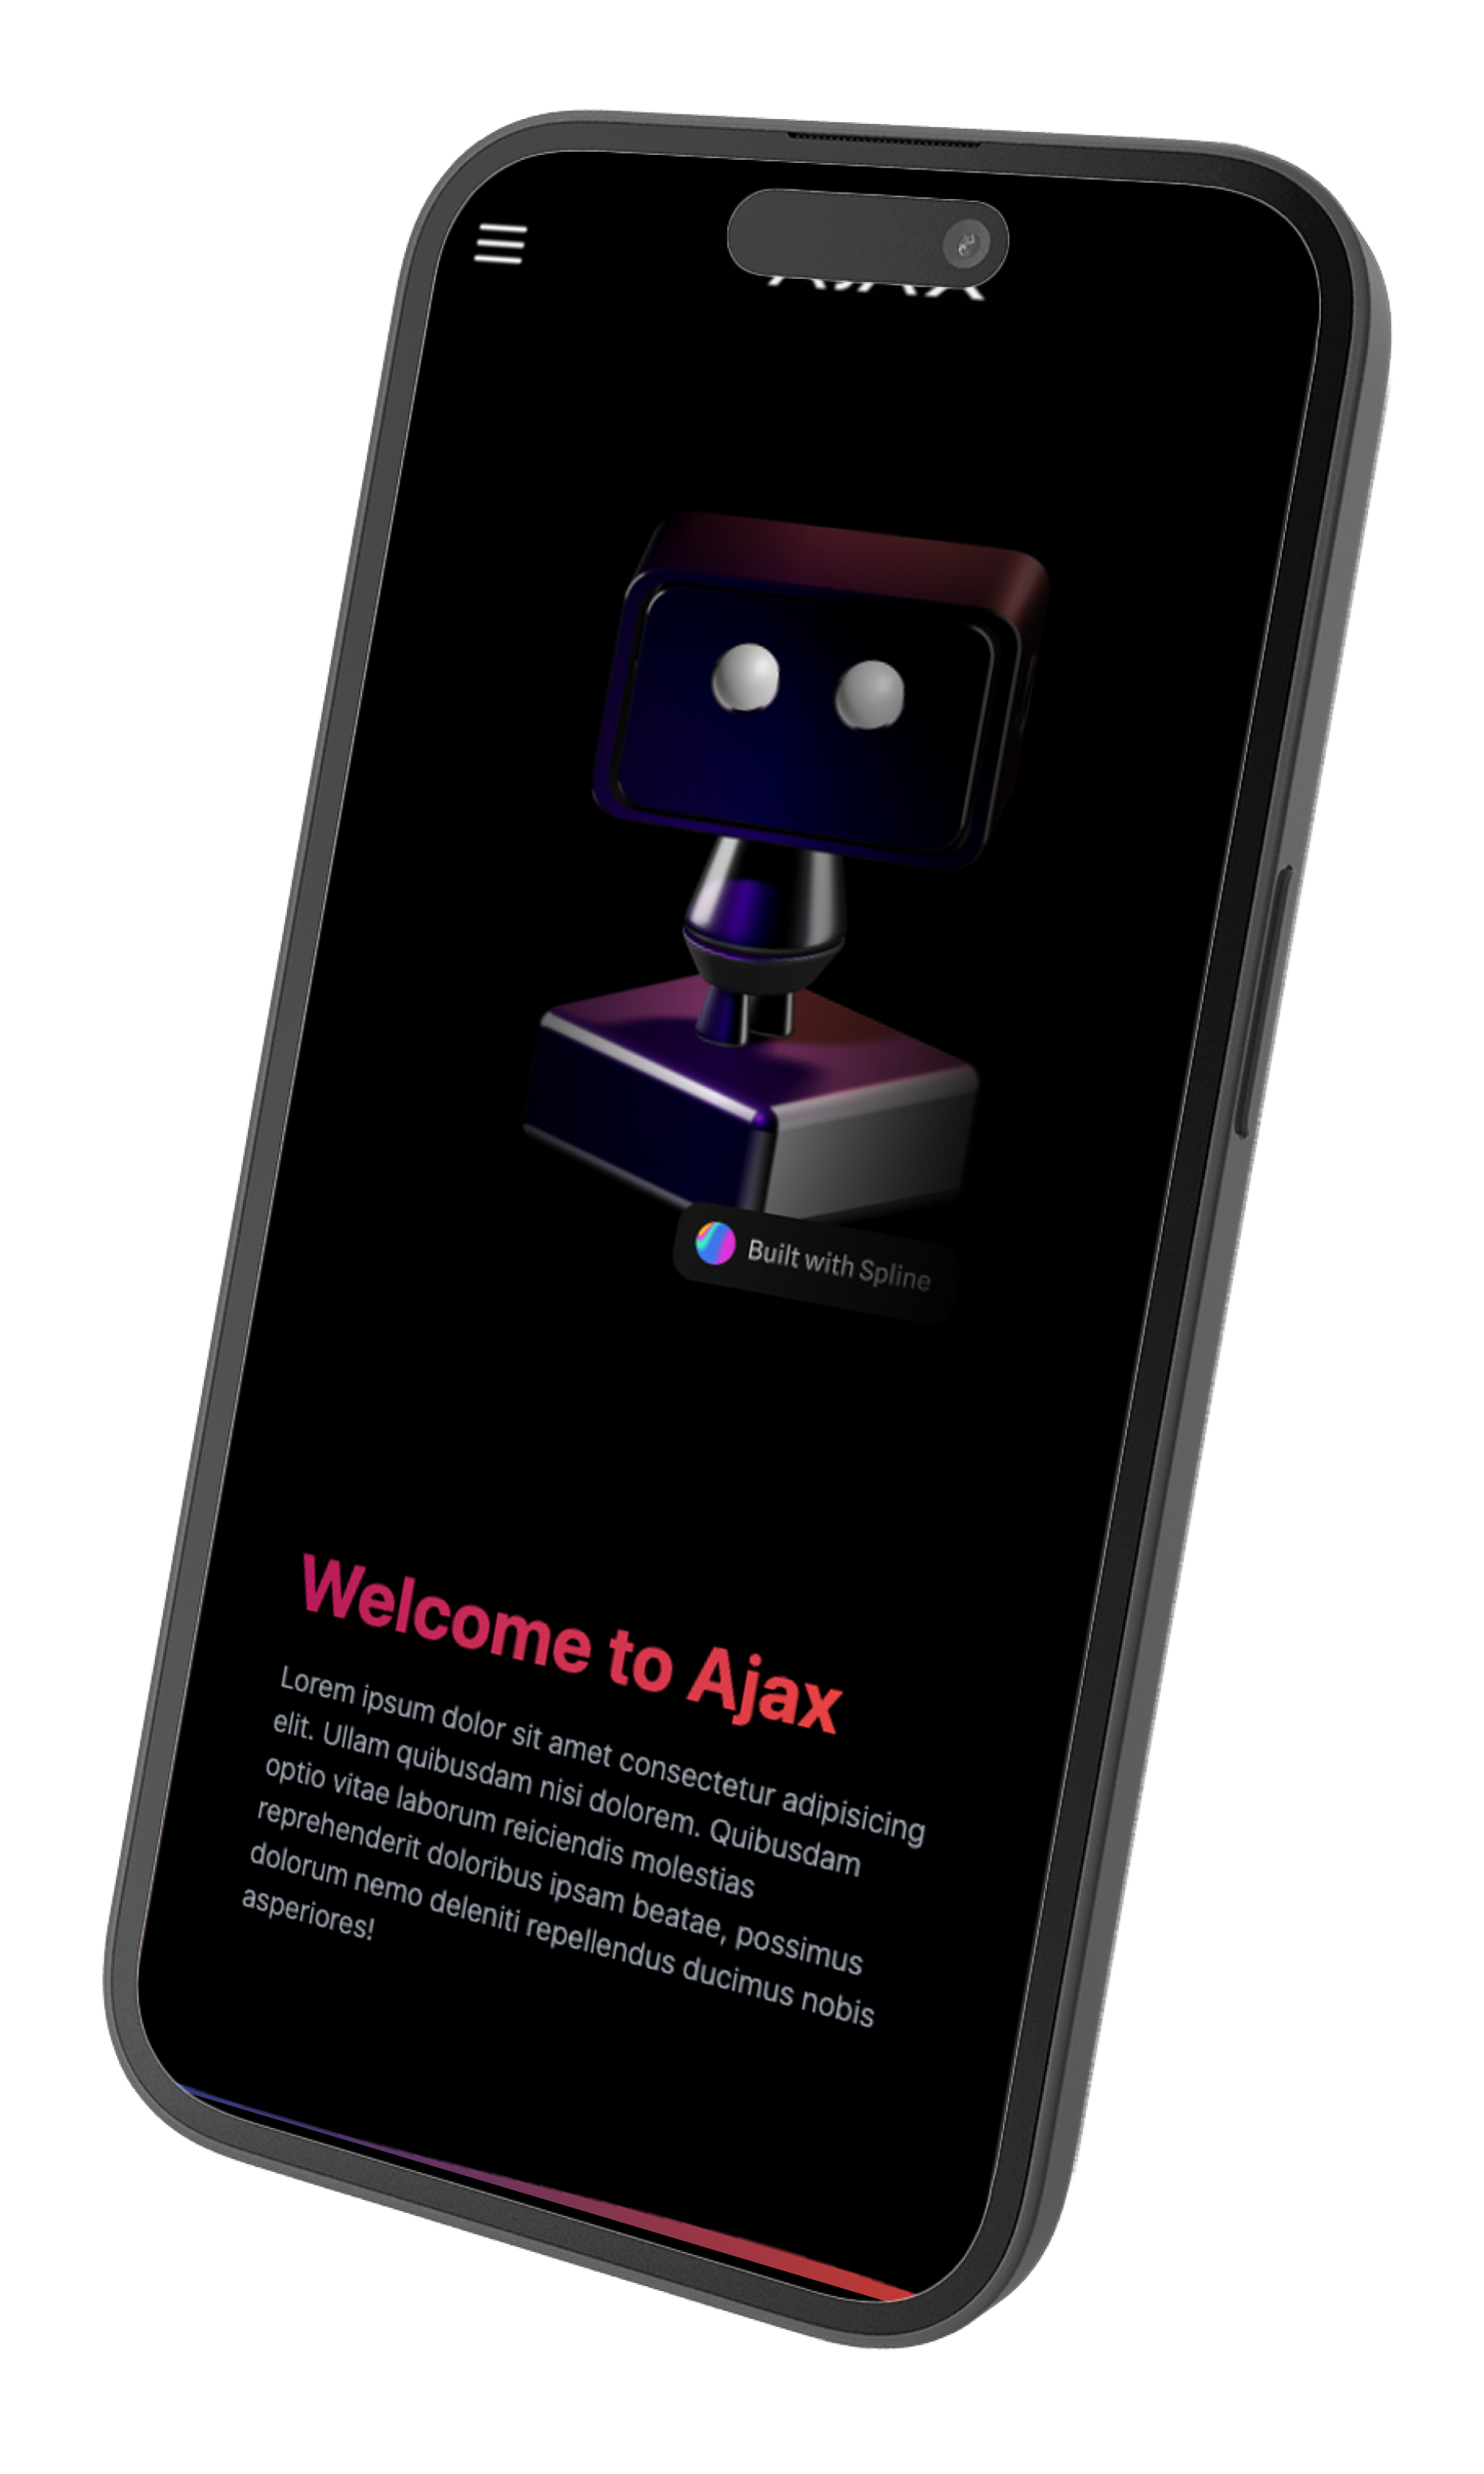 AJAX
Built with Spline
Welcome to Ajax
Lorem ipsum dolor sit amet consectetur adipisicing
elit. Ullam quibusdam nisi dolorem. Quibusdam
optio vitae laborum reiciendis molestias
reprehenderit doloribus ipsam beatae, possimus
dolorum nemo deleniti repellendus ducimus nobis
asperiores!